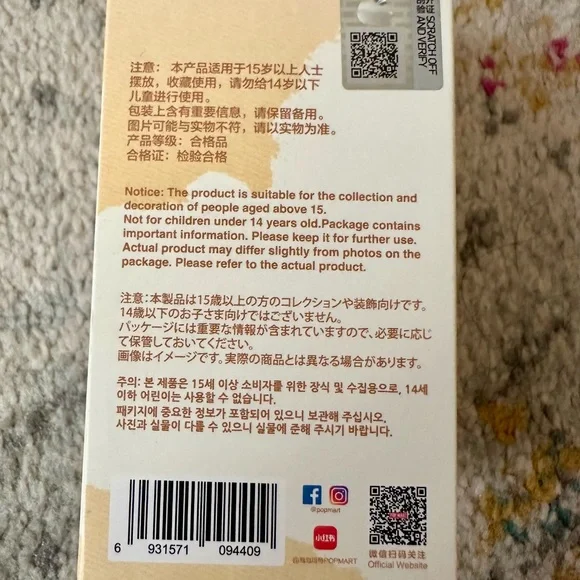 SCRATCH OFF
AND VERIFY
注意： 本产品适用于15岁以上人士
摆放，收藏使用，请勿给14岁以下
儿童进行使用。
包装上含有重要信息，请保留备用。
图片可能与实物不符，请以实物为准。
产品等级：合格品
合格证：检验合格
Notice: The product is suitable for the collection and
decoration of people aged above 15.
Not for children under 14 years old.Package contains
important information. Please keep it for further use.
Actual product may differ slightly from photos on the
package. Please refer to the actual product.
注意：本製品は15歳以上の方のコレクションや装飾向けです。
14歳以下のお子さま向けではございません。
パッケージには重要な情報が含まれていますので、必要に応じ
て保管しておいてください。
画像はイメージです。実際の商品とは異なる場合があります。
주의: 본 제품은 15세 이상 소비자를 위한 장식 및 수집용으로, 14세
이하 어린이는 사용할 수 없습니다.
패키지에 중요한 정보가 포함되어 있으니 보관해 주십시오.
사진과 실물이 다를 수 있으니 실물에 준해 주시기 바랍니다.
@popmart
小红书
POPMART
微信扫码关注
Official Website
6 931571 094409